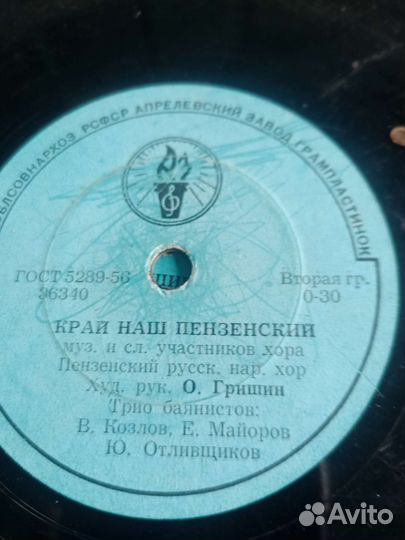 БЛСОВНАРХОЗ РСФСР АПРЕЛЕВСКИЙ ЗАВОД ГРАМПЛАСТИНОК
ГОСТ 5289-56
36340
Вторая гр.
0-30
КРАЙ НАШ ПЕНЗЕНСКИЙ
муз. и сл. участников хора
Пензенский русск. нар. хор
Худ. рук. О. Гришин
Трио баянистов:
В. Козлов, Е. Майоров
Ю. Отливщиков
Avito